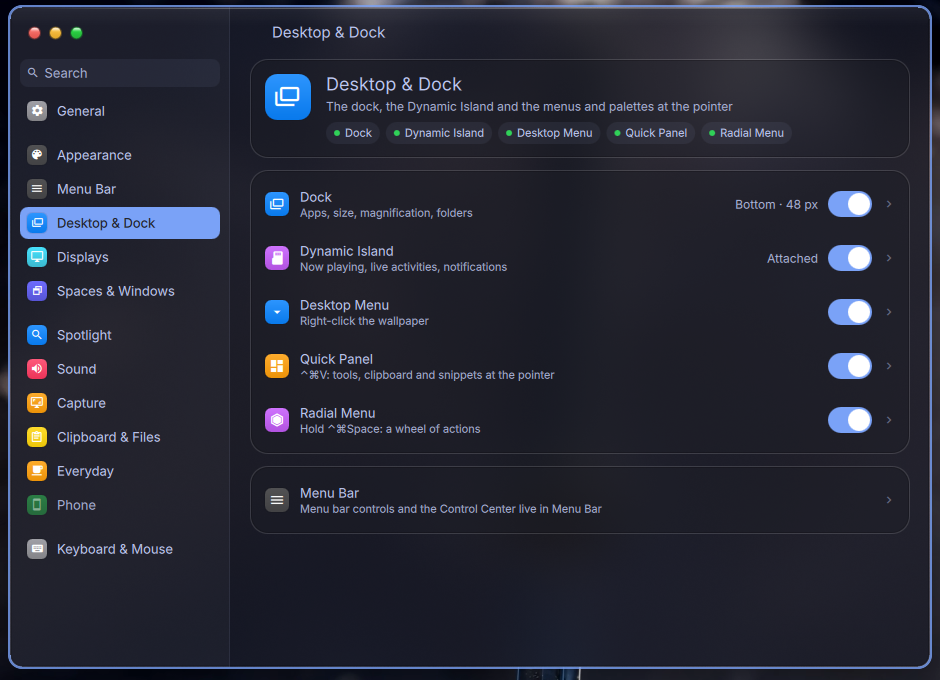 Desktop & Dock
Search
General
Appearance
Menu Bar
Desktop & Dock
Displays
Spaces & Windows
Spotlight
Sound
Capture
Clipboard & Files
Everyday
Phone
Keyboard & Mouse
Desktop & Dock
The dock, the Dynamic Island and the menus and palettes at the pointer
Dock Dynamic Island Desktop Menu Quick Panel Radial Menu
Dock
Apps, size, magnification, folders
Bottom · 48 px
Dynamic Island
Now playing, live activities, notifications
Attached
Desktop Menu
Right-click the wallpaper
Quick Panel
^⌘V: tools, clipboard and snippets at the pointer
Radial Menu
Hold ^⌘Space: a wheel of actions
Menu Bar
Menu bar controls and the Control Center live in Menu Bar